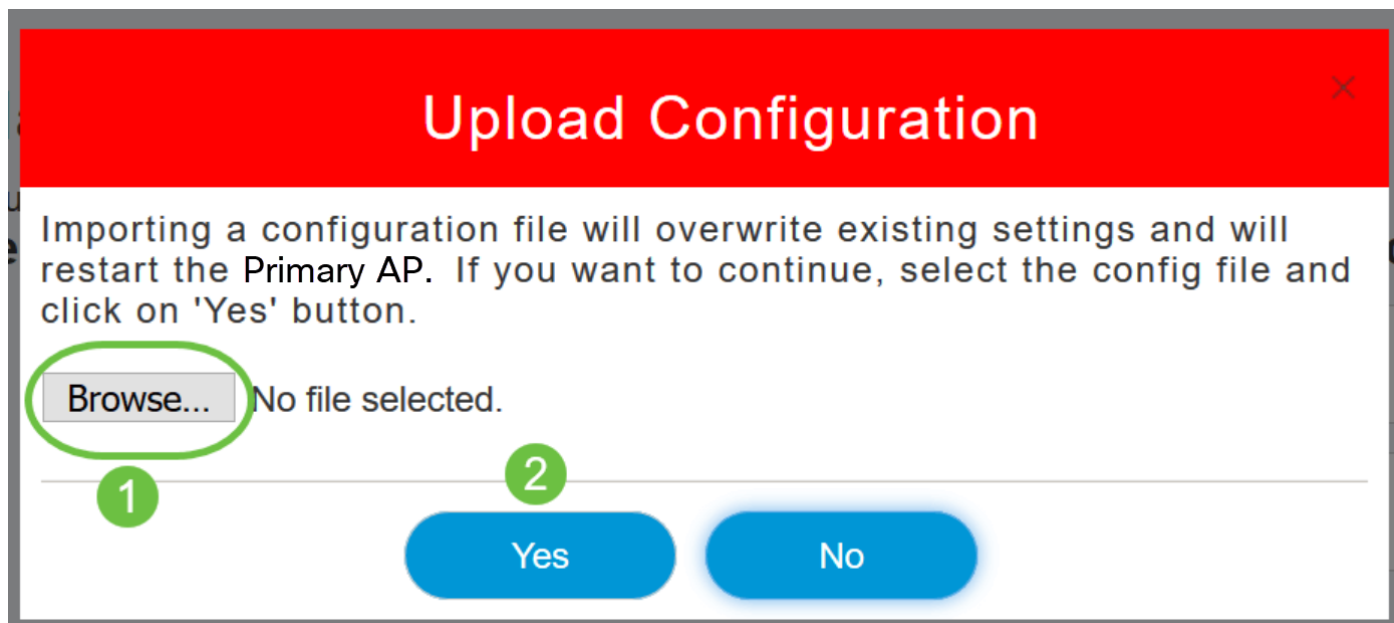 Upload Configuration
×
Importing a configuration file will overwrite existing settings and will
restart the Primary AP. If you want to continue, select the config file and
click on 'Yes' button.
Browse... No file selected.
1
2
Yes No